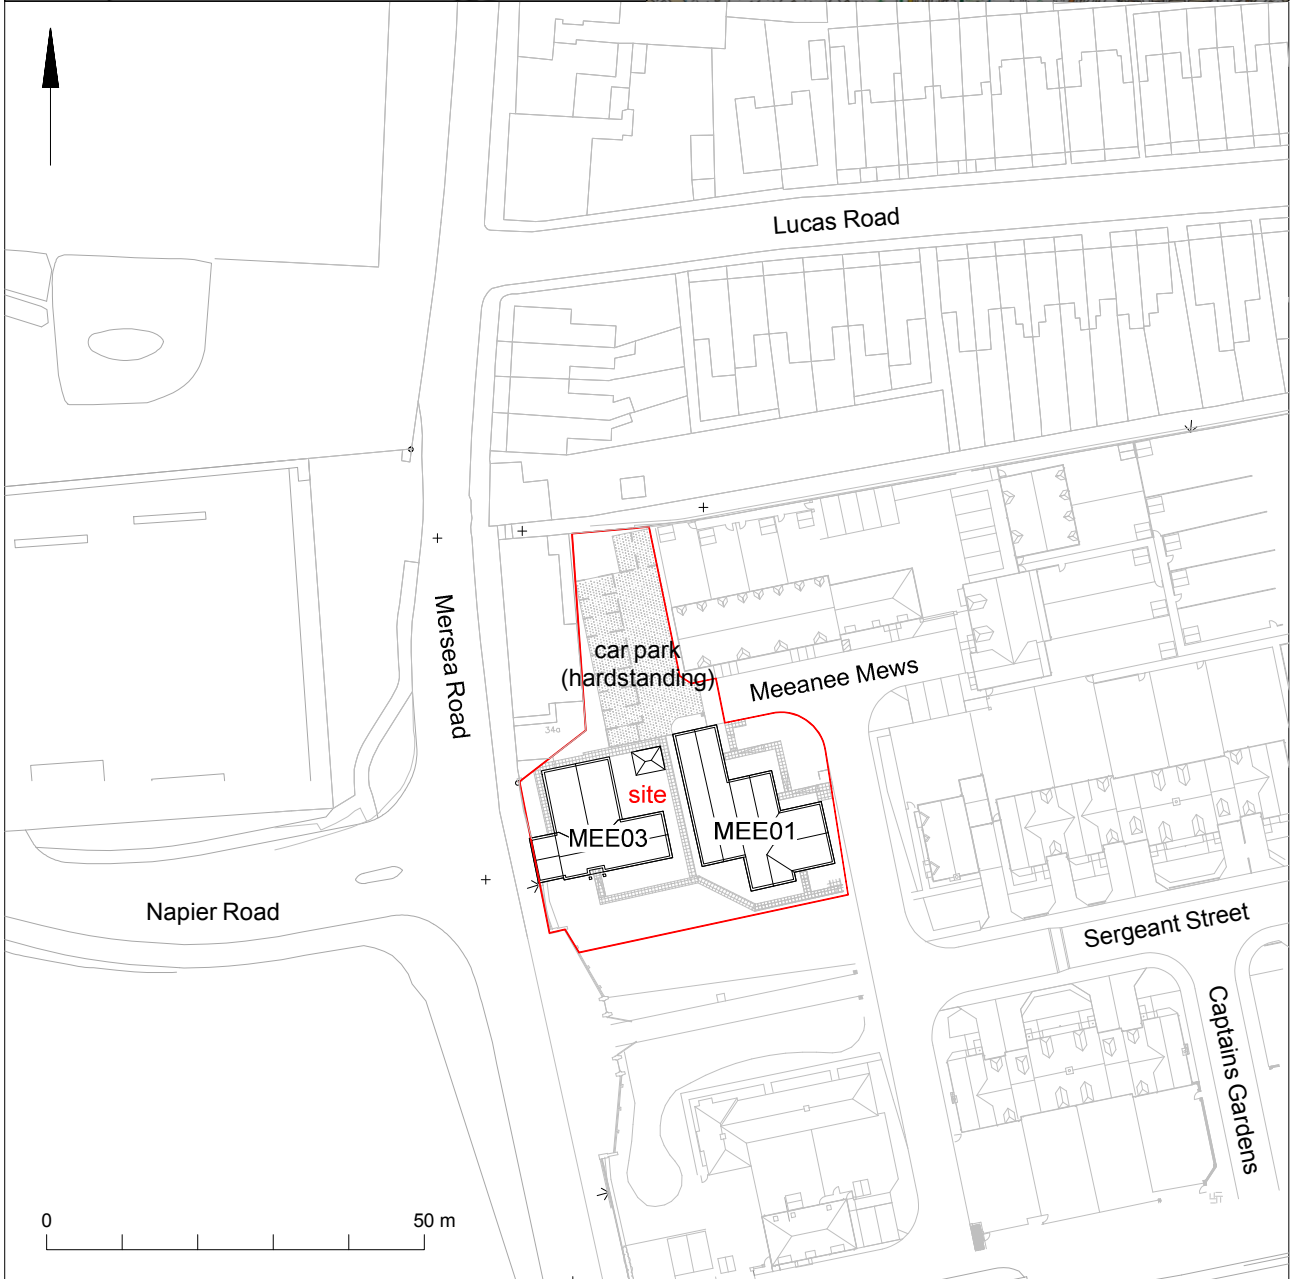 Lucas Road
Mersea Road
car park
(hardstanding)
Meeanee Mews
34a
site
MEE03
MEE01
Napier Road
Sergeant Street
Captains Gardens
0
50 m